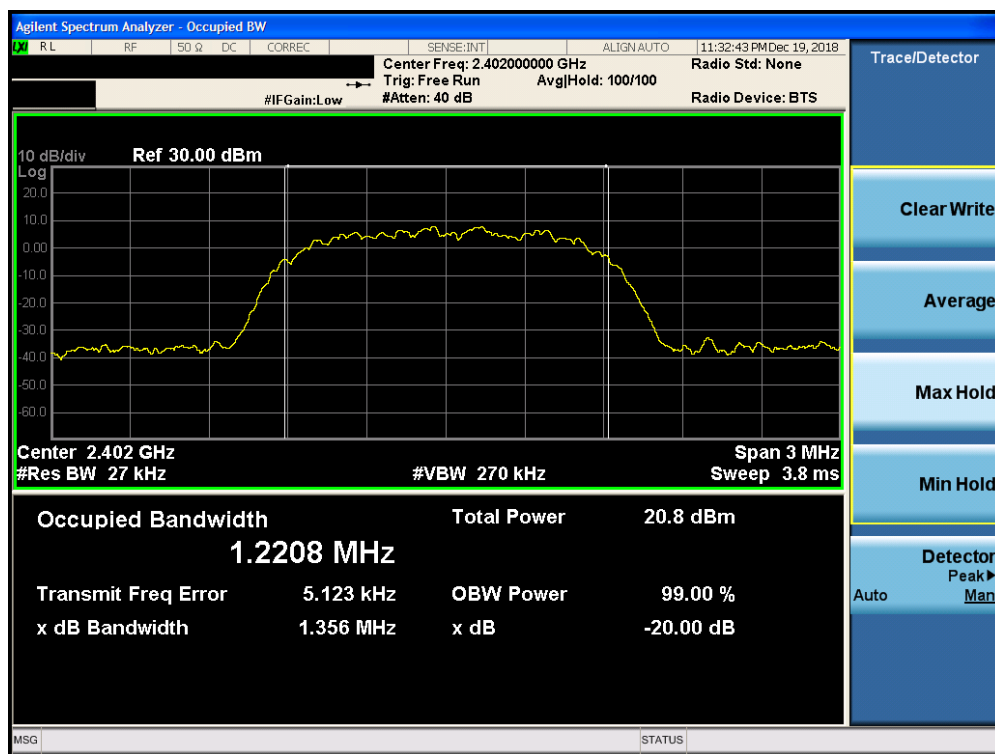 Agilent Spectrum Analyzer - Occupied BW
LXI RL RF 50 Ω DC CORREC SENSE:INT ALIGN AUTO 11:32:43 PM Dec 19, 2018
Center Freq: 2.402000000 GHz Radio Std: None
Trig: Free Run Avg|Hold: 100/100
#IFGain:Low #Atten: 40 dB Radio Device: BTS
10 dB/div Ref 30.00 dBm
Log
20.0
10.0
0.00
-10.0
-20.0
-30.0
-40.0
-50.0
-60.0
Center 2.402 GHz Span 3 MHz
#Res BW 27 kHz #VBW 270 kHz Sweep 3.8 ms
Occupied Bandwidth Total Power 20.8 dBm
1.2208 MHz
Transmit Freq Error 5.123 kHz OBW Power 99.00 %
x dB Bandwidth 1.356 MHz x dB -20.00 dB
MSG STATUS
Trace/Detector
Clear Write
Average
Max Hold
Min Hold
Detector
Peak▶
Auto Man